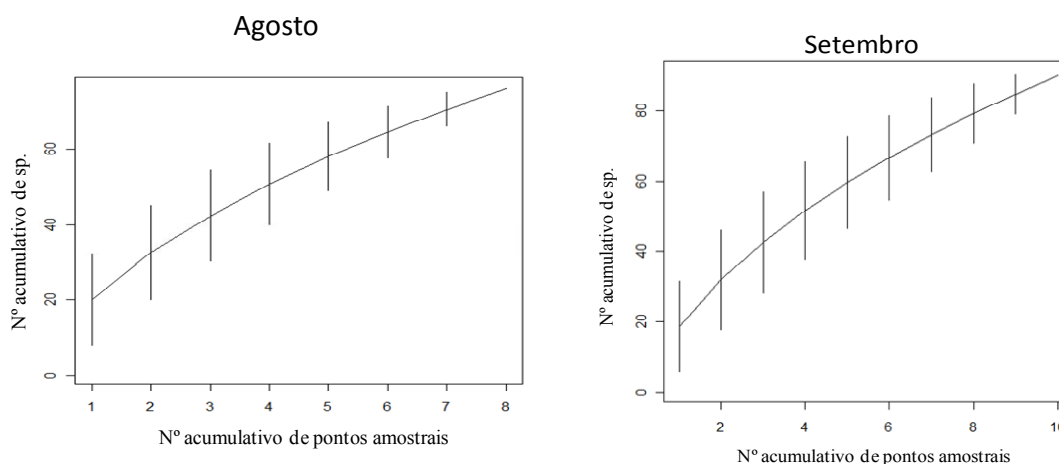 Agosto
Nº acumulativo de sp.
60
40
20
0
1 2 3 4 5 6 7 8
Nº acumulativo de pontos amostrais
Setembro
Nº acumulativo de sp.
80
60
40
20
0
2 4 6 8 10
Nº acumulativo de pontos amostrais